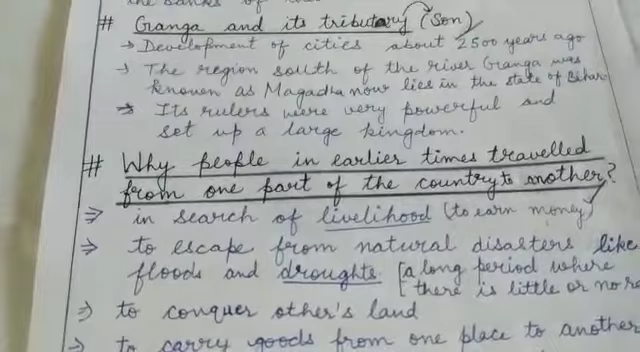 the banks of
# Ganga and its tributary (Son)
→ Development of cities about 2500 years ago
→ The region south of the river Ganga was
known as Magadha now lies in the state of Bihar
→ Its rulers were very powerful and
set up a large kingdom.
# Why people in earlier times travelled
from one part of the country to another?
⇒ in search of livelihood (to earn money)
⇒ to escape from natural disasters like
floods and droughts [a long period where
[there is little or no
⇒ to conquer other's land
⇒ to carry goods from one place to another